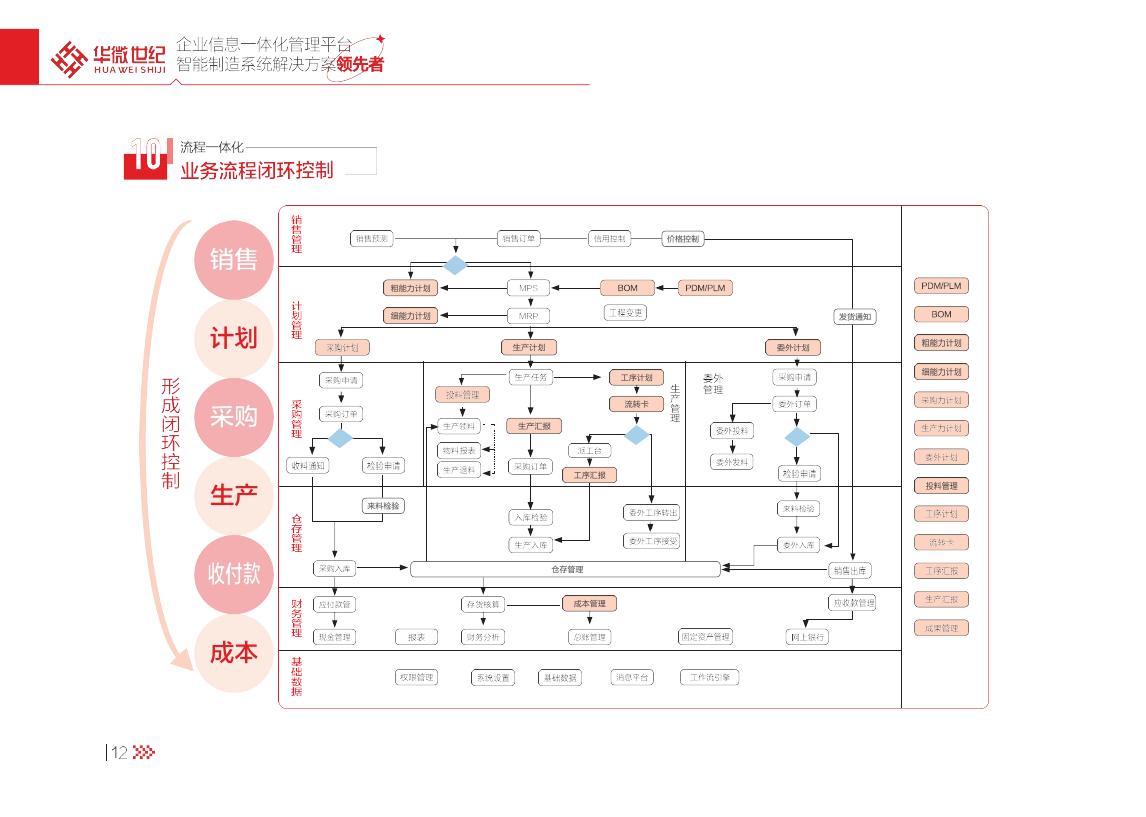 华微世纪
HUA WEI SHIJI
企业信息一体化管理平台
智能制造系统解决方案领先者
10
流程一体化
业务流程闭环控制
形成闭环控制
销售
计划
采购
生产
收付款
成本
销售管理
销售预测
销售订单
信用控制
价格控制
计划管理
粗能力计划
MPS
BOM
PDM/PLM
细能力计划
MRP
工程变更
发货通知
采购计划
生产计划
委外计划
采购管理
采购申请
采购订单
收料通知
检验申请
来料检验
生产任务
投料管理
生产领料
物料报表
生产退料
生产汇报
采购订单
工序计划
流转卡
派工台
工序汇报
生产管理
委外管理
采购申请
委外订单
委外投料
委外发料
检验申请
仓存管理
入库检验
生产入库
委外工序转出
委外工序接受
来料检验
委外入库
采购入库
仓存管理
销售出库
财务管理
应付款管
存货核算
成本管理
应收款管理
现金管理
报表
财务分析
总账管理
固定资产管理
网上银行
基础数据
权限管理
系统设置
基础数据
消息平台
工作流引擎
PDM/PLM
BOM
粗能力计划
细能力计划
采购力计划
生产力计划
委外计划
投料管理
工序计划
流转卡
工序汇报
生产汇报
成果管理
12